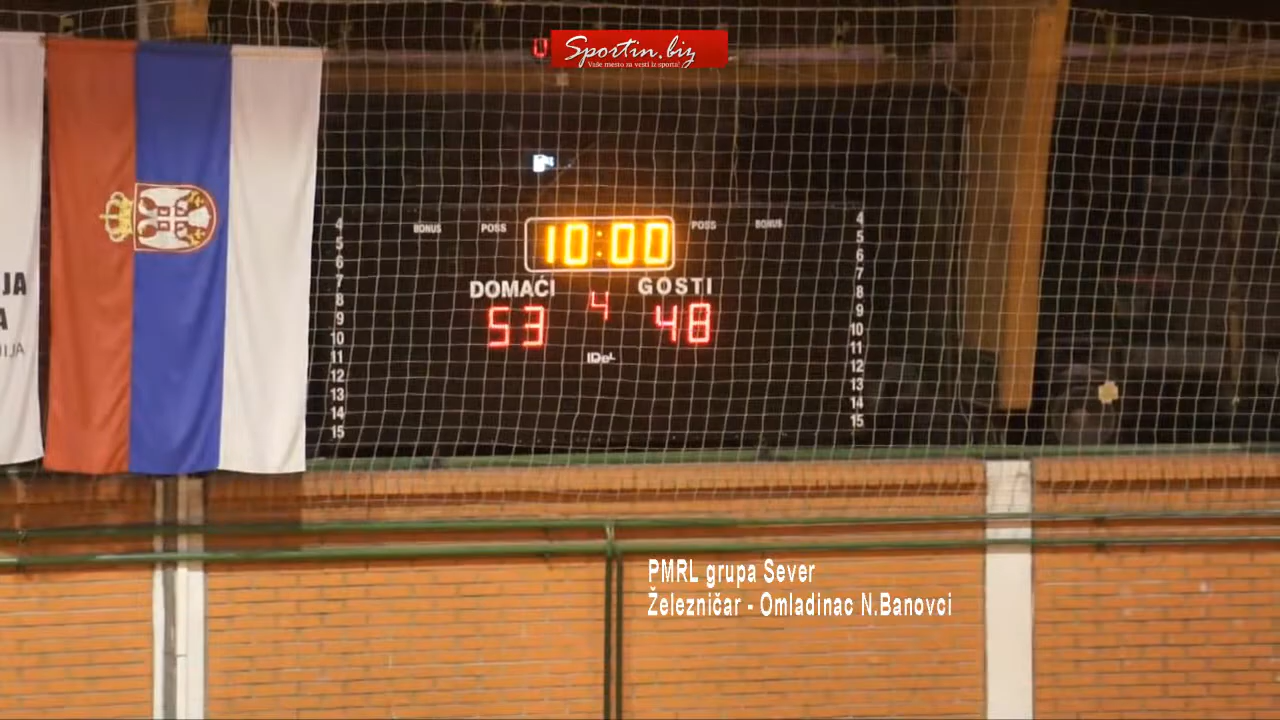 Sportin.biz
Vaše mesto za vesti iz sporta!
BONUS POSS 10:00 POSS BONUS
DOMAĆI GOSTI
4
53 48
IDeL
4
5
6
7
8
9
10
11
12
13
14
15
4
5
6
7
8
9
10
11
12
13
14
15
JA
A
PMRL grupa Sever
Železničar - Omladinac N.Banovci